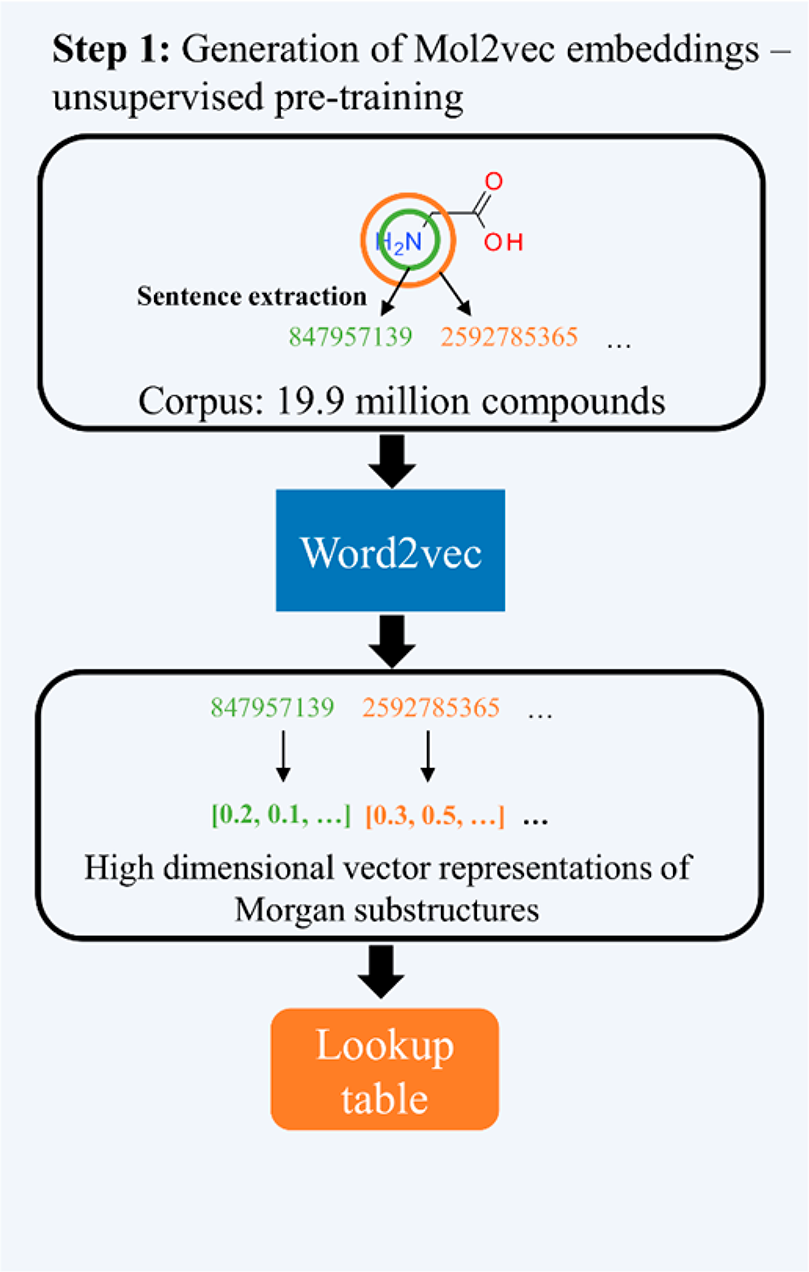 Step 1: Generation of Mol2vec embeddings –
unsupervised pre-training
O
H₂N
OH
Sentence extraction
847957139 2592785365 ...
Corpus: 19.9 million compounds
Word2vec
847957139 2592785365 ...
[0.2, 0.1, ...] [0.3, 0.5, ...] ...
High dimensional vector representations of
Morgan substructures
Lookup
table